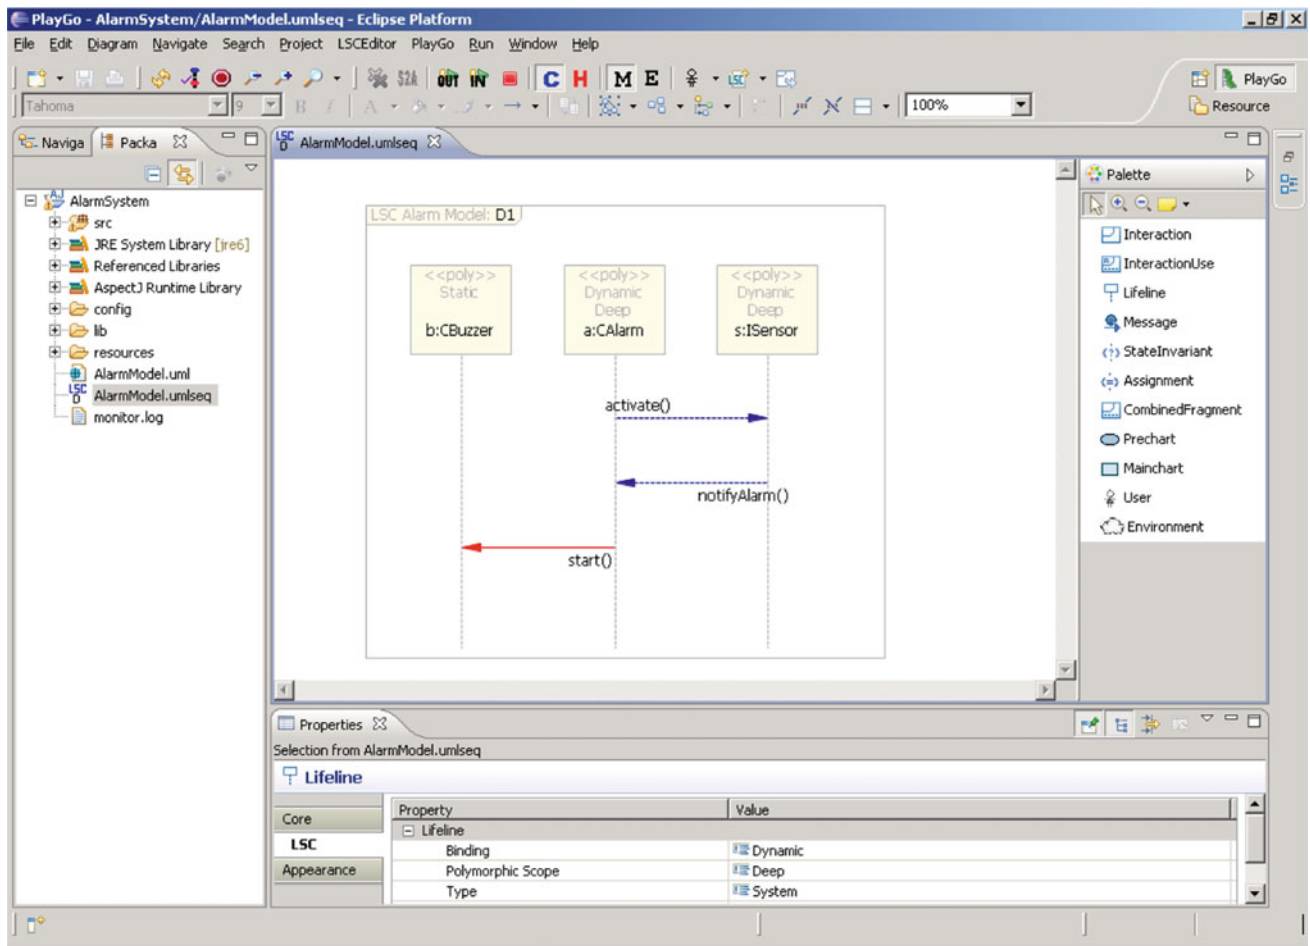 PlayGo - AlarmSystem/AlarmModel.umlseq - Eclipse Platform
File Edit Diagram Navigate Search Project LSCEditor PlayGo Run Window Help
S2A OUT IN C H M E LSC PlayGo
Tahoma 9 B I A 100% Resource
Naviga Packa
LSC D AlarmModel.umlseq
Palette
AlarmSystem
src
JRE System Library [jre6]
Referenced Libraries
AspectJ Runtime Library
config
lib
resources
AlarmModel.uml
LSC D AlarmModel.umlseq
monitor.log
LSC Alarm Model: D1
<<poly>> <<poly>> <<poly>>
Static Dynamic Dynamic
Deep Deep
b:CBuzzer a:CAlarm s:ISensor
activate()
notifyAlarm()
start()
Interaction
InteractionUse
Lifeline
Message
StateInvariant
Assignment
CombinedFragment
Prechart
Mainchart
User
Environment
Properties
Selection from AlarmModel.umlseq
Lifeline
Core
LSC
Appearance
Property Value
Lifeline
Binding Dynamic
Polymorphic Scope Deep
Type System